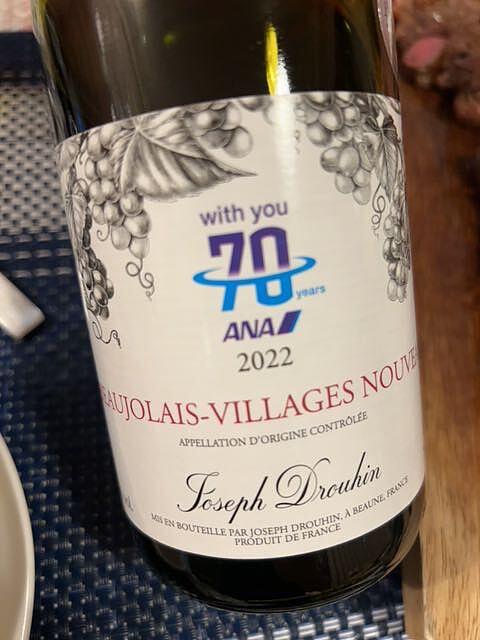 with you
70
years
ANA
2022
EAUJOLAIS-VILLAGES NOUVE
APPELLATION D'ORIGINE CONTRÔLÉE
Joseph Drouhin
MIS EN BOUTEILLE PAR JOSEPH DROUHIN, À BEAUNE, FRANCE
PRODUIT DE FRANCE